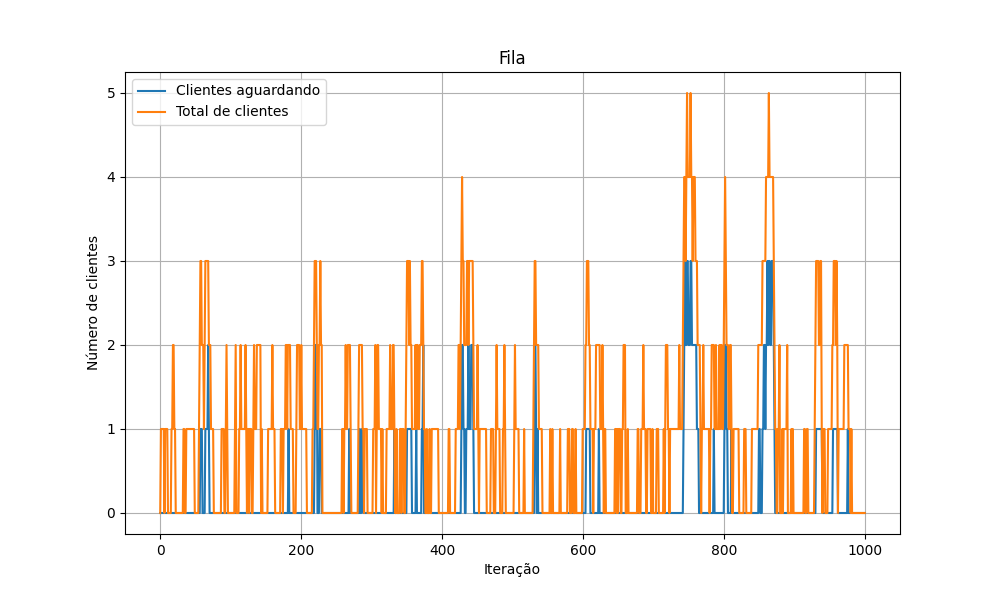 Fila
Clientes aguardando
Total de clientes
Número de clientes
5
4
3
2
1
0
0 200 400 600 800 1000
Iteração